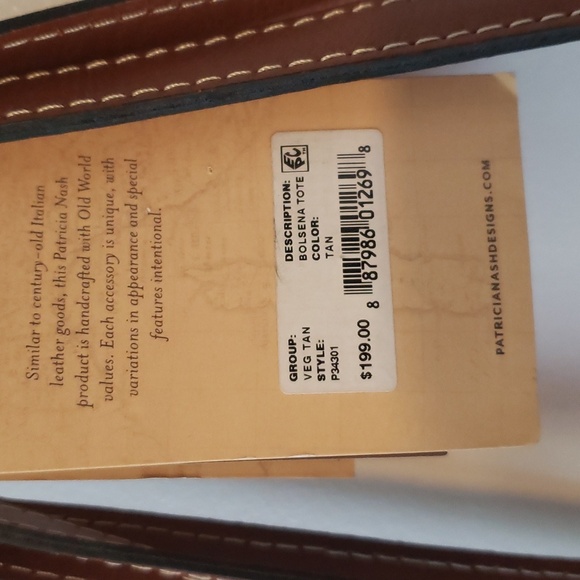 Similar to century-old Italian
leather goods, this Patricia Nash
product is handcrafted with Old World
values. Each accessory is unique, with
variations in appearance and special
features intentional.
GROUP:
VEG TAN
STYLE:
P34301
$199.00
DESCRIPTION:
BOLSENA TOTE
COLOR:
TAN
8 87986 01269 8
PATRICIANASHDESIGNS.COM